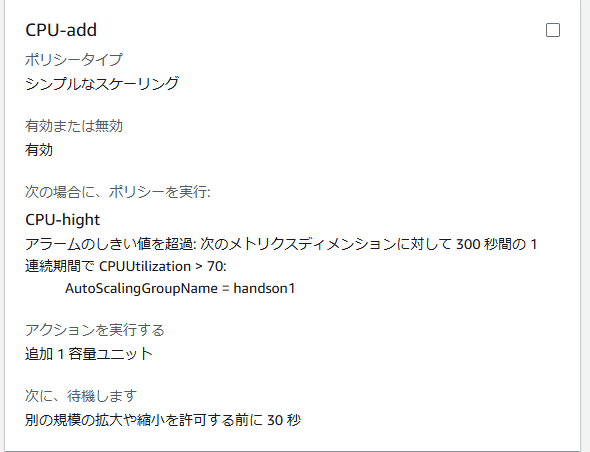 CPU-add
ポリシータイプ
シンプルなスケーリング
有効または無効
有効
次の場合に、ポリシーを実行:
CPU-hight
アラームのしきい値を超過: 次のメトリクスディメンションに対して 300 秒間の 1
連続期間で CPUUtilization > 70:
AutoScalingGroupName = handson1
アクションを実行する
追加 1 容量ユニット
次に、待機します
別の規模の拡大や縮小を許可する前に 30 秒